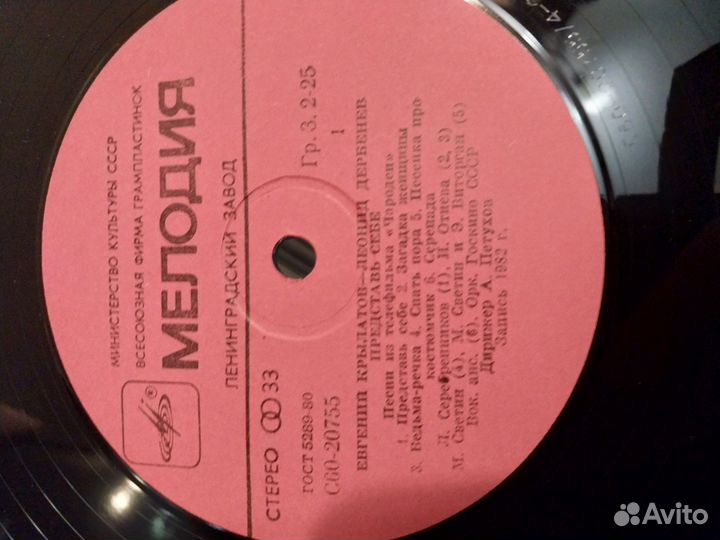 МИНИСТЕРСТВО КУЛЬТУРЫ СССР
ВСЕСОЮЗНАЯ ФИРМА ГРАМПЛАСТИНОК
МЕЛОДИЯ
®
ЛЕНИНГРАДСКИЙ ЗАВОД
СТЕРЕО 33
Гр. 3. 2-25
ГОСТ 5289-80
С60-20755
1
ЕВГЕНИЙ КРЫЛАТОВ—ЛЕОНИД ДЕРБЕНЕВ
ПРЕДСТАВЬ СЕБЕ
Песни из телефильма «Чародеи»
1. Представь себе 2. Загадка женщины
3. Ведьма-речка 4. Спать пора 5. Песенка про
костюмчик 6. Серенада
Л. Серебренников (1), И. Отиева (2, 3)
М. Светин (4), М. Светин и Э. Виторган (5)
Вок. анс. (6), Орк. Госкино СССР
Дирижер А. Петухов
Запись 1982 г.
Avito